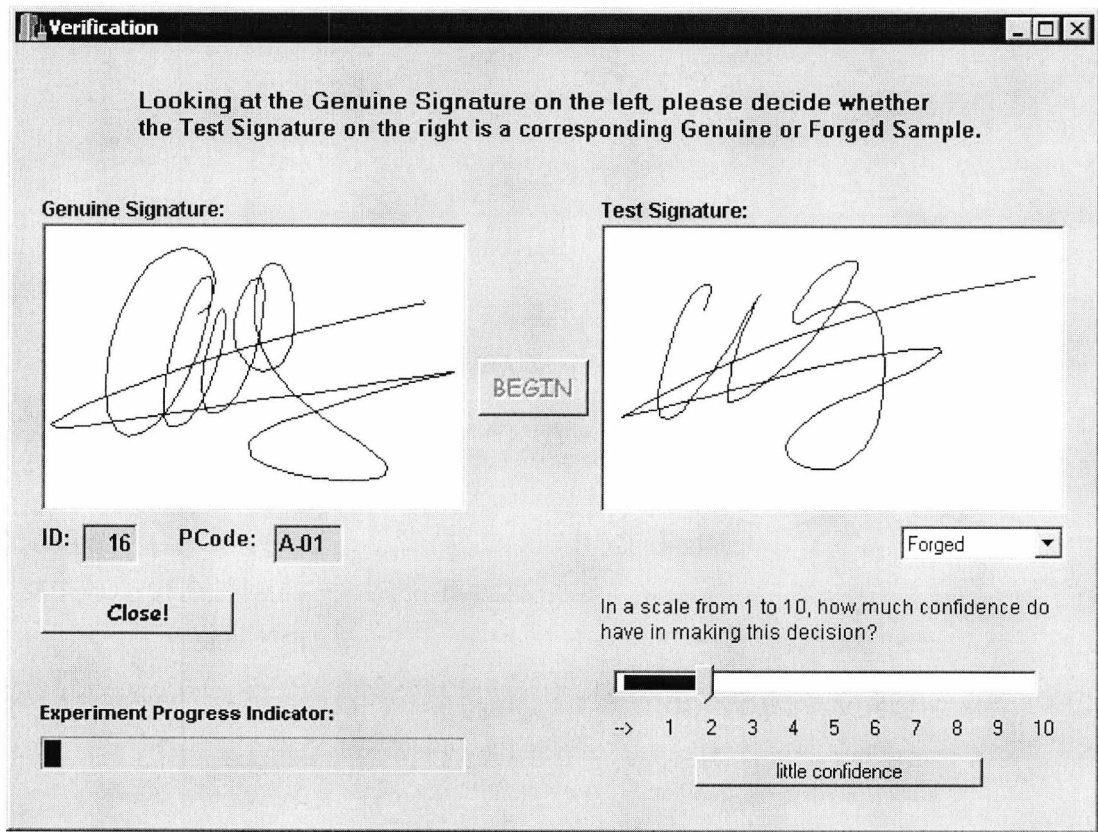 Verification
Looking at the Genuine Signature on the left, please decide whether
the Test Signature on the right is a corresponding Genuine or Forged Sample.
Genuine Signature:
Test Signature:
BEGIN
ID: 16 PCode: A-01
Forged
Close!
In a scale from 1 to 10, how much confidence do
have in making this decision?
Experiment Progress Indicator:
--> 1 2 3 4 5 6 7 8 9 10
little confidence